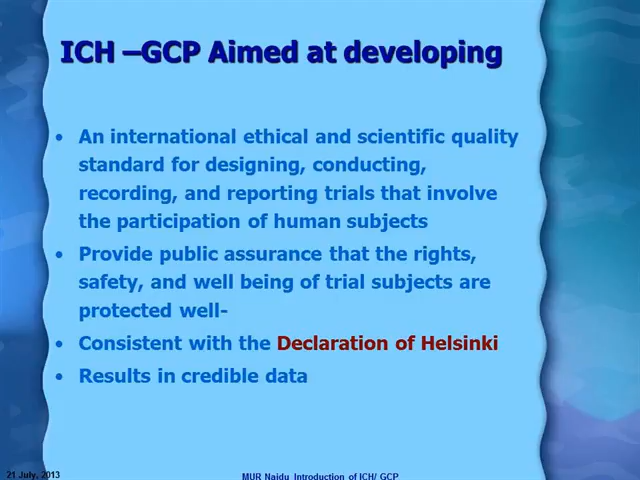 ICH –GCP Aimed at developing
• An international ethical and scientific quality
standard for designing, conducting,
recording, and reporting trials that involve
the participation of human subjects
• Provide public assurance that the rights,
safety, and well being of trial subjects are
protected well-
• Consistent with the Declaration of Helsinki
• Results in credible data
21 July, 2013
MUR Naidu Introduction of ICH/ GCP